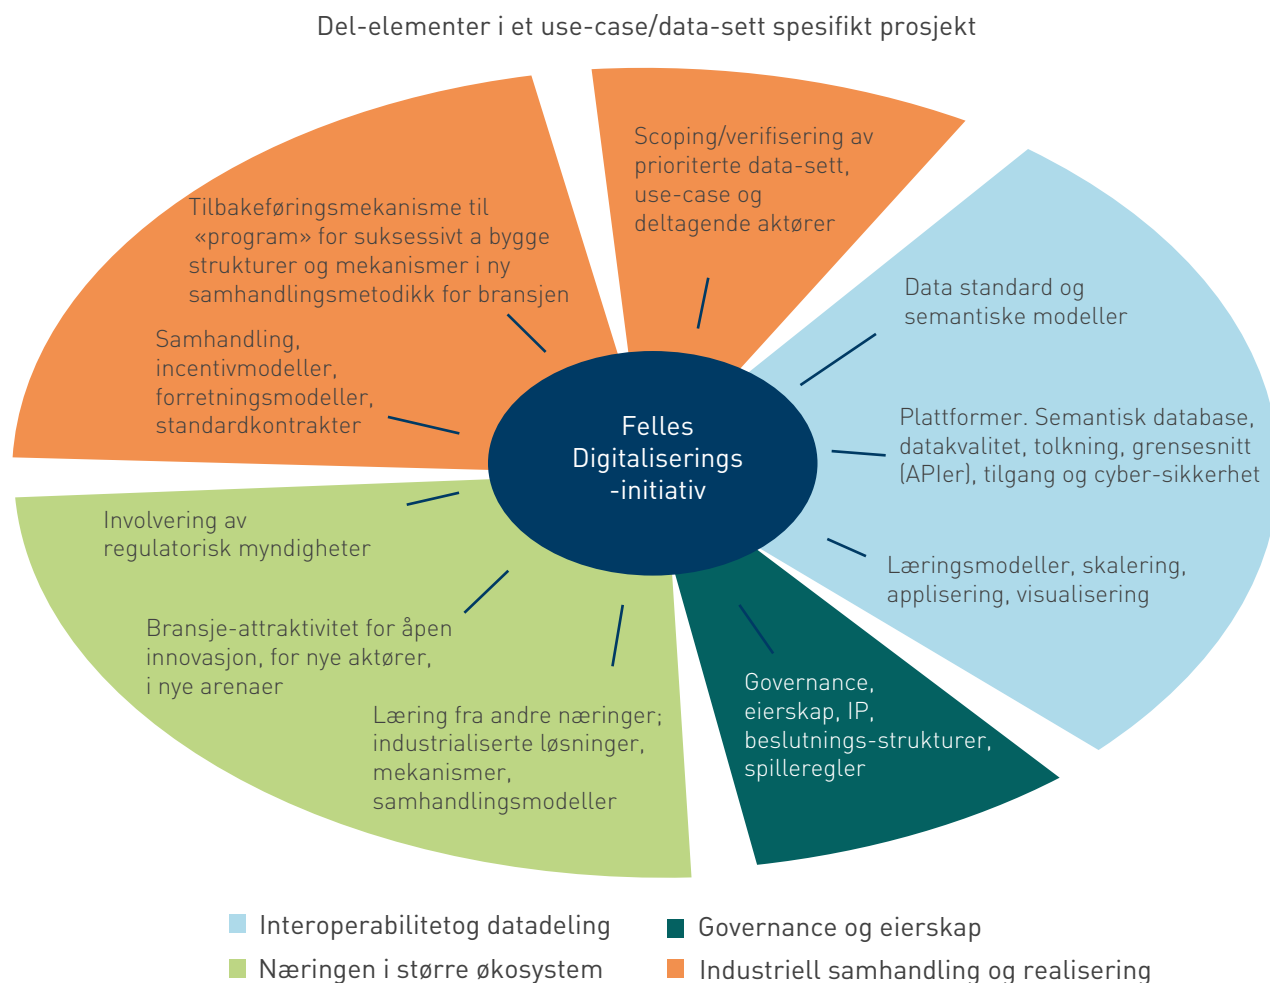 Del-elementer i et use-case/data-sett spesifikt prosjekt
Scoping/verifisering av
prioriterte data-sett,
use-case og
deltagende aktører
Tilbakeføringsmekanisme til
«program» for suksessivt a bygge
strukturer og mekanismer i ny
samhandlingsmetodikk for bransjen
Samhandling,
incentivmodeller,
forretningsmodeller,
standardkontrakter
Data standard og
semantiske modeller
Plattformer. Semantisk database,
datakvalitet, tolkning, grensesnitt
(APIer), tilgang og cyber-sikkerhet
Læringsmodeller, skalering,
applisering, visualisering
Felles
Digitaliserings
-initiativ
Involvering av
regulatorisk myndigheter
Bransje-attraktivitet for åpen
innovasjon, for nye aktører,
i nye arenaer
Læring fra andre næringer;
industrialiserte løsninger,
mekanismer,
samhandlingsmodeller
Governance,
eierskap, IP,
beslutnings-strukturer,
spilleregler
Interoperabilitetog datadeling
Governance og eierskap
Næringen i større økosystem
Industriell samhandling og realisering